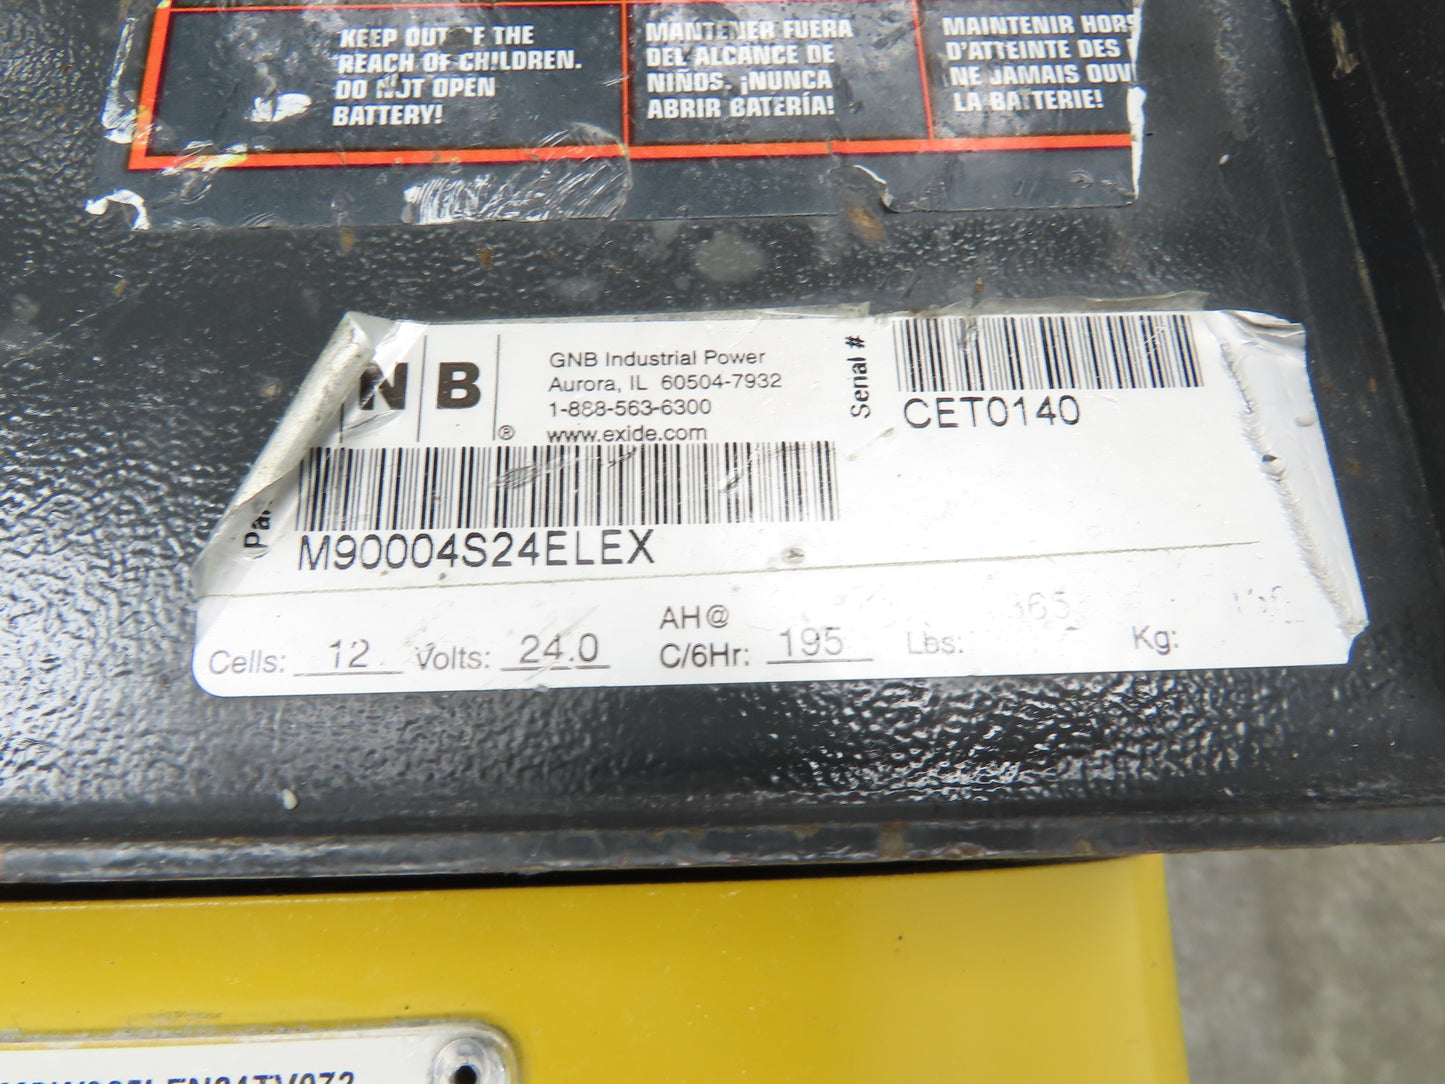 KEEP OUT OF THE
REACH OF CHILDREN.
DO NOT OPEN
BATTERY!
MANTENER FUERA
DEL ALCANCE DE
NIÑOS. ¡NUNCA
ABRIR BATERÍA!
MAINTENIR HORS
D'ATTEINTE DES
NE JAMAIS OUV
LA BATTERIE!
N B ®
GNB Industrial Power
Aurora, IL 60504-7932
1-888-563-6300
www.exide.com
Serial #
CET0140
M90004S24ELEX
Cells: 12 Volts: 24.0
AH@
C/6Hr: 195
Lbs:
Kg: